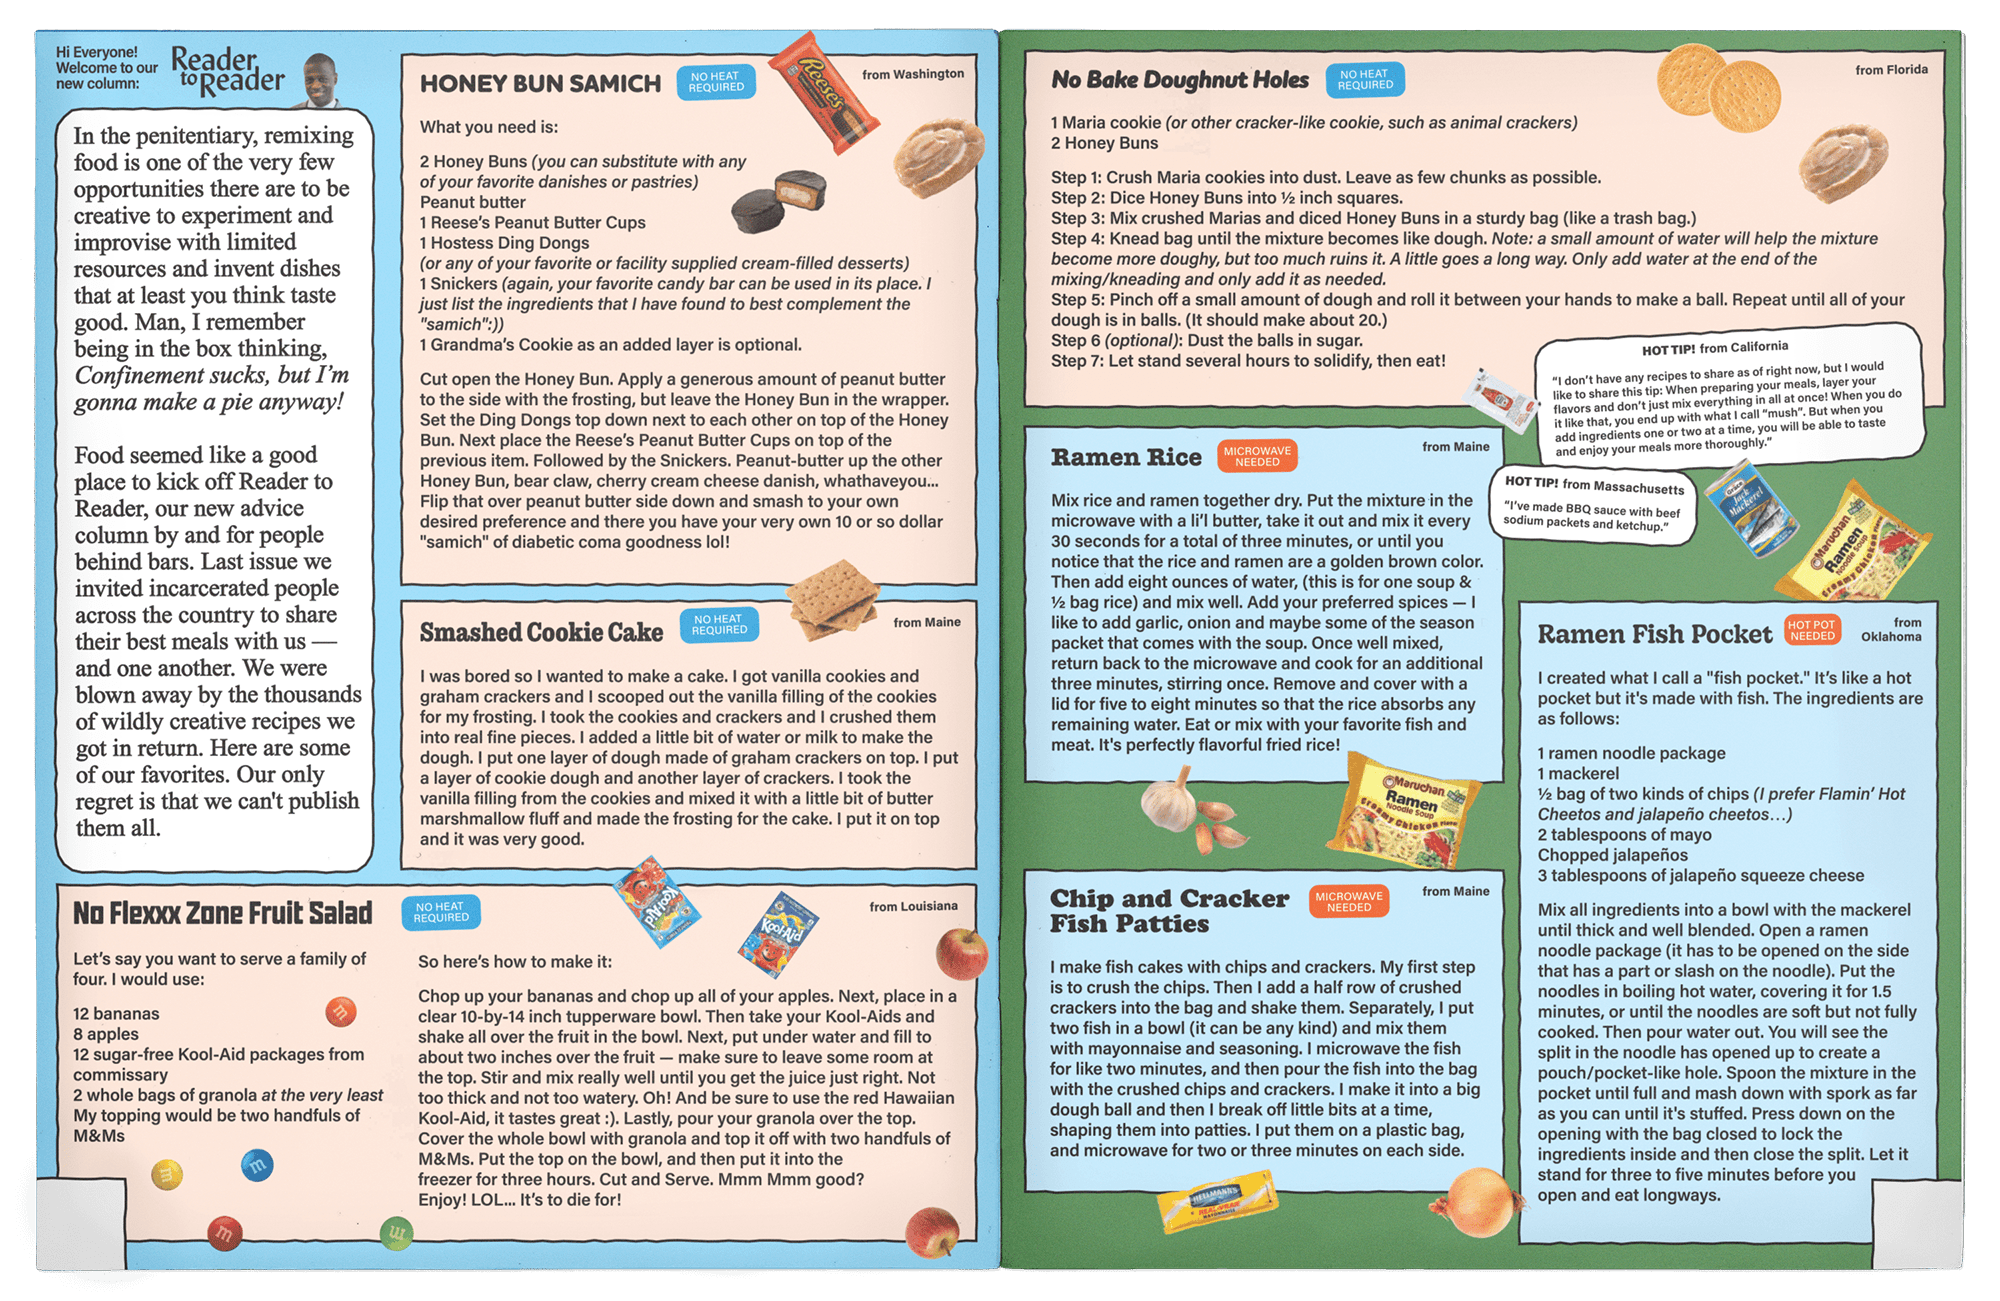 Hi Everyone!
Welcome to our
new column:
Reader
to Reader
In the penitentiary, remixing
food is one of the very few
opportunities there are to be
creative to experiment and
improvise with limited
resources and invent dishes
that at least you think taste
good. Man, I remember
being in the box thinking,
Confinement sucks, but I'm
gonna make a pie anyway!
Food seemed like a good
place to kick off Reader to
Reader, our new advice
column by and for people
behind bars. Last issue we
invited incarcerated people
across the country to share
their best meals with us —
and one another. We were
blown away by the thousands
of wildly creative recipes we
got in return. Here are some
of our favorites. Our only
regret is that we can't publish
them all.
HONEY BUN SAMICH
NO HEAT
REQUIRED
from Washington
Reese's
What you need is:
2 Honey Buns (you can substitute with any
of your favorite danishes or pastries)
Peanut butter
1 Reese's Peanut Butter Cups
1 Hostess Ding Dongs
(or any of your favorite or facility supplied cream-filled desserts)
1 Snickers (again, your favorite candy bar can be used in its place. I
just list the ingredients that I have found to best complement the
"samich":))
1 Grandma's Cookie as an added layer is optional.
Cut open the Honey Bun. Apply a generous amount of peanut butter
to the side with the frosting, but leave the Honey Bun in the wrapper.
Set the Ding Dongs top down next to each other on top of the Honey
Bun. Next place the Reese's Peanut Butter Cups on top of the
previous item. Followed by the Snickers. Peanut-butter up the other
Honey Bun, bear claw, cherry cream cheese danish, whathaveyou...
Flip that over peanut butter side down and smash to your own
desired preference and there you have your very own 10 or so dollar
"samich" of diabetic coma goodness lol!
Smashed Cookie Cake
NO HEAT
REQUIRED
from Maine
I was bored so I wanted to make a cake. I got vanilla cookies and
graham crackers and I scooped out the vanilla filling of the cookies
for my frosting. I took the cookies and crackers and I crushed them
into real fine pieces. I added a little bit of water or milk to make the
dough. I put one layer of dough made of graham crackers on top. I put
a layer of cookie dough and another layer of crackers. I took the
vanilla filling from the cookies and mixed it with a little bit of butter
marshmallow fluff and made the frosting for the cake. I put it on top
and it was very good.
No Flexxx Zone Fruit Salad
NO HEAT
REQUIRED
from Louisiana
Kool-Aid
Kool-Aid
Let's say you want to serve a family of
four. I would use:
12 bananas
8 apples
12 sugar-free Kool-Aid packages from
commissary
2 whole bags of granola at the very least
My topping would be two handfuls of
M&Ms
m
m
m
m
m
So here's how to make it:
Chop up your bananas and chop up all of your apples. Next, place in a
clear 10-by-14 inch tupperware bowl. Then take your Kool-Aids and
shake all over the fruit in the bowl. Next, put under water and fill to
about two inches over the fruit — make sure to leave some room at
the top. Stir and mix really well until you get the juice just right. Not
too thick and not too watery. Oh! And be sure to use the red Hawaiian
Kool-Aid, it tastes great :). Lastly, pour your granola over the top.
Cover the whole bowl with granola and top it off with two handfuls of
M&Ms. Put the top on the bowl, and then put it into the
freezer for three hours. Cut and Serve. Mmm Mmm good?
Enjoy! LOL... It's to die for!
No Bake Doughnut Holes
NO HEAT
REQUIRED
from Florida
1 Maria cookie (or other cracker-like cookie, such as animal crackers)
2 Honey Buns
Step 1: Crush Maria cookies into dust. Leave as few chunks as possible.
Step 2: Dice Honey Buns into ½ inch squares.
Step 3: Mix crushed Marias and diced Honey Buns in a sturdy bag (like a trash bag.)
Step 4: Knead bag until the mixture becomes like dough. Note: a small amount of water will help the mixture
become more doughy, but too much ruins it. A little goes a long way. Only add water at the end of the
mixing/kneading and only add it as needed.
Step 5: Pinch off a small amount of dough and roll it between your hands to make a ball. Repeat until all of your
dough is in balls. (It should make about 20.)
Step 6 (optional): Dust the balls in sugar.
Step 7: Let stand several hours to solidify, then eat!
HOT TIP! from California
"I don't have any recipes to share as of right now, but I would
like to share this tip: When preparing your meals, layer your
flavors and don't just mix everything in all at once! When you do
it like that, you end up with what I call "mush". But when you
add ingredients one or two at a time, you will be able to taste
and enjoy your meals more thoroughly."
HOT TIP! from Massachusetts
"I've made BBQ sauce with beef
sodium packets and ketchup."
Jack
Mackerel
Maruchan
Ramen
Noodle Soup
Creamy Chicken Flavor
Ramen Rice
MICROWAVE
NEEDED
from Maine
Mix rice and ramen together dry. Put the mixture in the
microwave with a li'l butter, take it out and mix it every
30 seconds for a total of three minutes, or until you
notice that the rice and ramen are a golden brown color.
Then add eight ounces of water, (this is for one soup &
½ bag rice) and mix well. Add your preferred spices — I
like to add garlic, onion and maybe some of the season
packet that comes with the soup. Once well mixed,
return back to the microwave and cook for an additional
three minutes, stirring once. Remove and cover with a
lid for five to eight minutes so that the rice absorbs any
remaining water. Eat or mix with your favorite fish and
meat. It's perfectly flavorful fried rice!
Maruchan
Ramen
Noodle Soup
Creamy Chicken Flavor
Chip and Cracker
Fish Patties
MICROWAVE
NEEDED
from Maine
I make fish cakes with chips and crackers. My first step
is to crush the chips. Then I add a half row of crushed
crackers into the bag and shake them. Separately, I put
two fish in a bowl (it can be any kind) and mix them
with mayonnaise and seasoning. I microwave the fish
for like two minutes, and then pour the fish into the bag
with the crushed chips and crackers. I make it into a big
dough ball and then I break off little bits at a time,
shaping them into patties. I put them on a plastic bag,
and microwave for two or three minutes on each side.
HELLMANN'S
REAL
MAYONNAISE
Ramen Fish Pocket
HOT POT
NEEDED
from
Oklahoma
I created what I call a "fish pocket." It's like a hot
pocket but it's made with fish. The ingredients are
as follows:
1 ramen noodle package
1 mackerel
½ bag of two kinds of chips (I prefer Flamin' Hot
Cheetos and jalapeño cheetos...)
2 tablespoons of mayo
Chopped jalapeños
3 tablespoons of jalapeño squeeze cheese
Mix all ingredients into a bowl with the mackerel
until thick and well blended. Open a ramen
noodle package (it has to be opened on the side
that has a part or slash on the noodle). Put the
noodles in boiling hot water, covering it for 1.5
minutes, or until the noodles are soft but not fully
cooked. Then pour water out. You will see the
split in the noodle has opened up to create a
pouch/pocket-like hole. Spoon the mixture in the
pocket until full and mash down with spork as far
as you can until it's stuffed. Press down on the
opening with the bag closed to lock the
ingredients inside and then close the split. Let it
stand for three to five minutes before you
open and eat longways.